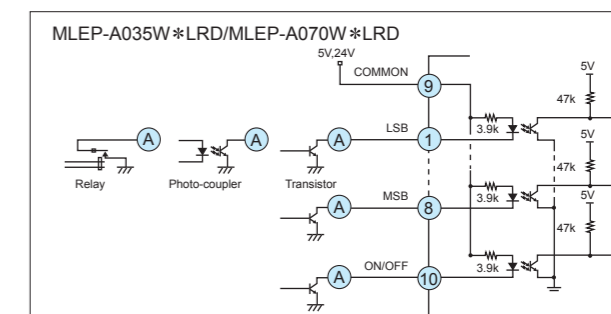 MLEP-A035W*LRD/MLEP-A070W*LRD
5V,24V
COMMON
9
5V
47k
A
A
A
LSB
1
3.9k
5V
Relay
Photo-coupler
Transistor
47k
A
MSB
8
3.9k
5V
47k
A
ON/OFF
10
3.9k